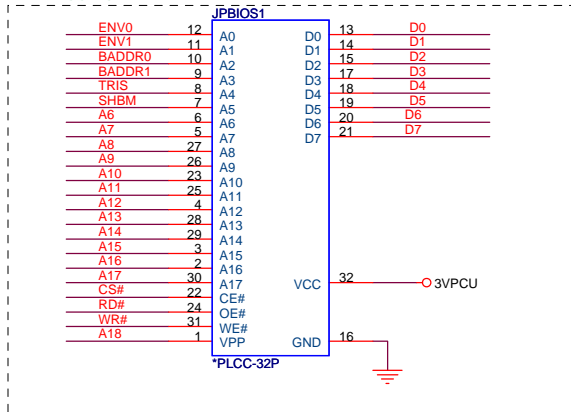 JPBIOS1
ENV0 12 A0 D0 13 D0
ENV1 11 A1 D1 14 D1
BADDR0 10 A2 D2 15 D2
BADDR1 9 A3 D3 17 D3
TRIS 8 A4 D4 18 D4
SHBM 7 A5 D5 19 D5
A6 6 A6 D6 20 D6
A7 5 A7 D7 21 D7
A8 27 A8
A9 26 A9
A10 23 A10
A11 25 A11
A12 4 A12
A13 28 A13
A14 29 A14
A15 3 A15
A16 2 A16
A17 30 A17 VCC 32 3VPCU
CS# 22 CE#
RD# 24 OE#
WR# 31 WE#
A18 1 VPP GND 16
*PLCC-32P